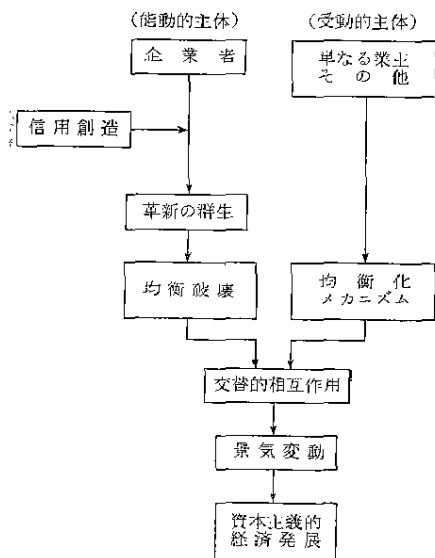 (能動的主体)
企業者
(受動的主体)
単なる業主
その他
信用創造
革新の群生
均衡破壊
均衡化
メカニズム
交替的相互作用
景気変動
資本主義的
経済発展